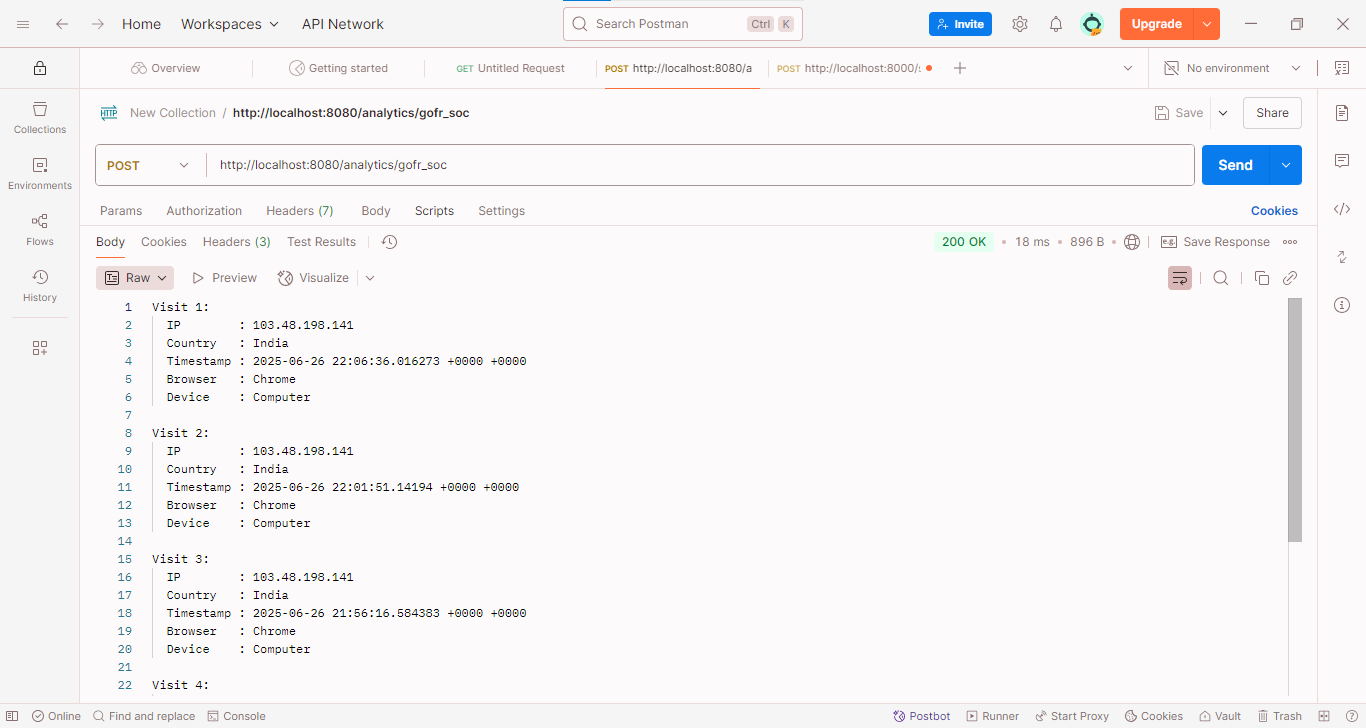 Home Workspaces API Network Search Postman Ctrl K Invite Upgrade
Overview Getting started GET Untitled Request POST http://localhost:8080/a POST http://localhost:8000/ No environment
HTTP New Collection / http://localhost:8080/analytics/gofr_soc Save Share
POST http://localhost:8080/analytics/gofr_soc Send
Params Authorization Headers (7) Body Scripts Settings Cookies
Body Cookies Headers (3) Test Results 200 OK • 18 ms • 896 B • e.g. Save Response
Raw Preview Visualize
Collections
Environments
Flows
History
1 Visit 1:
2 IP : 103.48.198.141
3 Country : India
4 Timestamp : 2025-06-26 22:06:36.016273 +0000 +0000
5 Browser : Chrome
6 Device : Computer
7
8 Visit 2:
9 IP : 103.48.198.141
10 Country : India
11 Timestamp : 2025-06-26 22:01:51.14194 +0000 +0000
12 Browser : Chrome
13 Device : Computer
14
15 Visit 3:
16 IP : 103.48.198.141
17 Country : India
18 Timestamp : 2025-06-26 21:56:16.584383 +0000 +0000
19 Browser : Chrome
20 Device : Computer
21
22 Visit 4:
Online Find and replace Console Postbot Runner Start Proxy Cookies Vault Trash